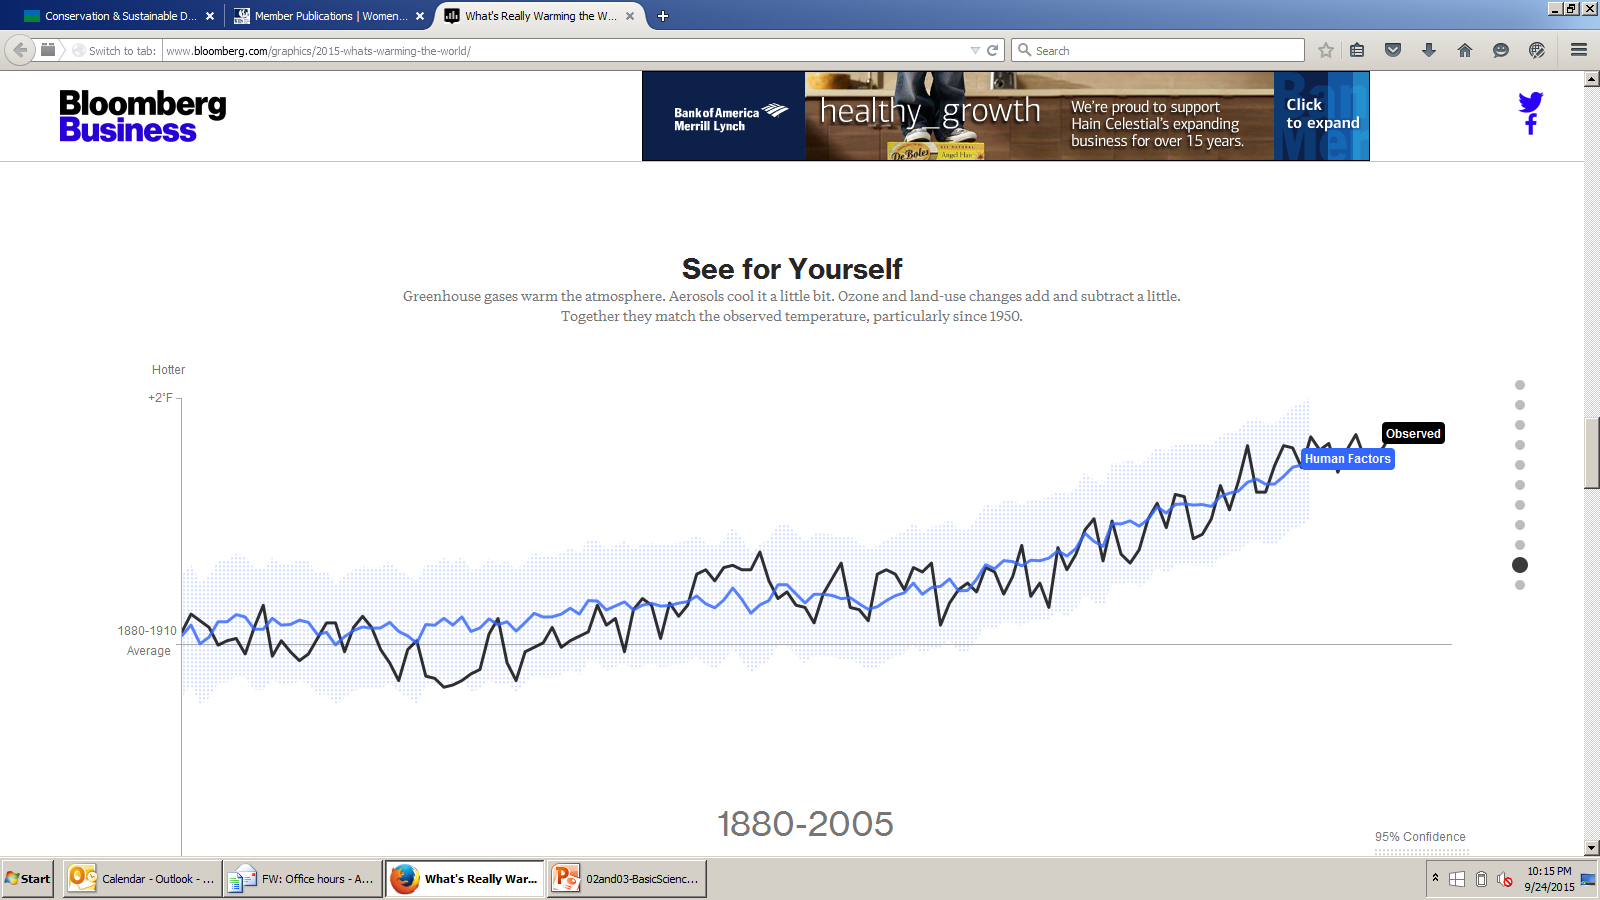 Conservation & Sustainable D...
Member Publications | Women...
What's Really Warming the W...
Switch to tab:
www.bloomberg.com/graphics/2015-whats-warming-the-world/
Search
Bloomberg
Business
Bank of America
Merrill Lynch
healthy_growth
DeBoles
Angel Hair
We're proud to support
Hain Celestial's expanding
business for over 15 years.
Click
to expand
See for Yourself
Greenhouse gases warm the atmosphere. Aerosols cool it a little bit. Ozone and land-use changes add and subtract a little.
Together they match the observed temperature, particularly since 1950.
Hotter
+2°F
Observed
Human Factors
1880-1910
Average
1880-2005
95% Confidence
Start
Calendar - Outlook - ...
FW: Office hours - A...
What's Really War...
02and03-BasicScienc...
10:15 PM
9/24/2015